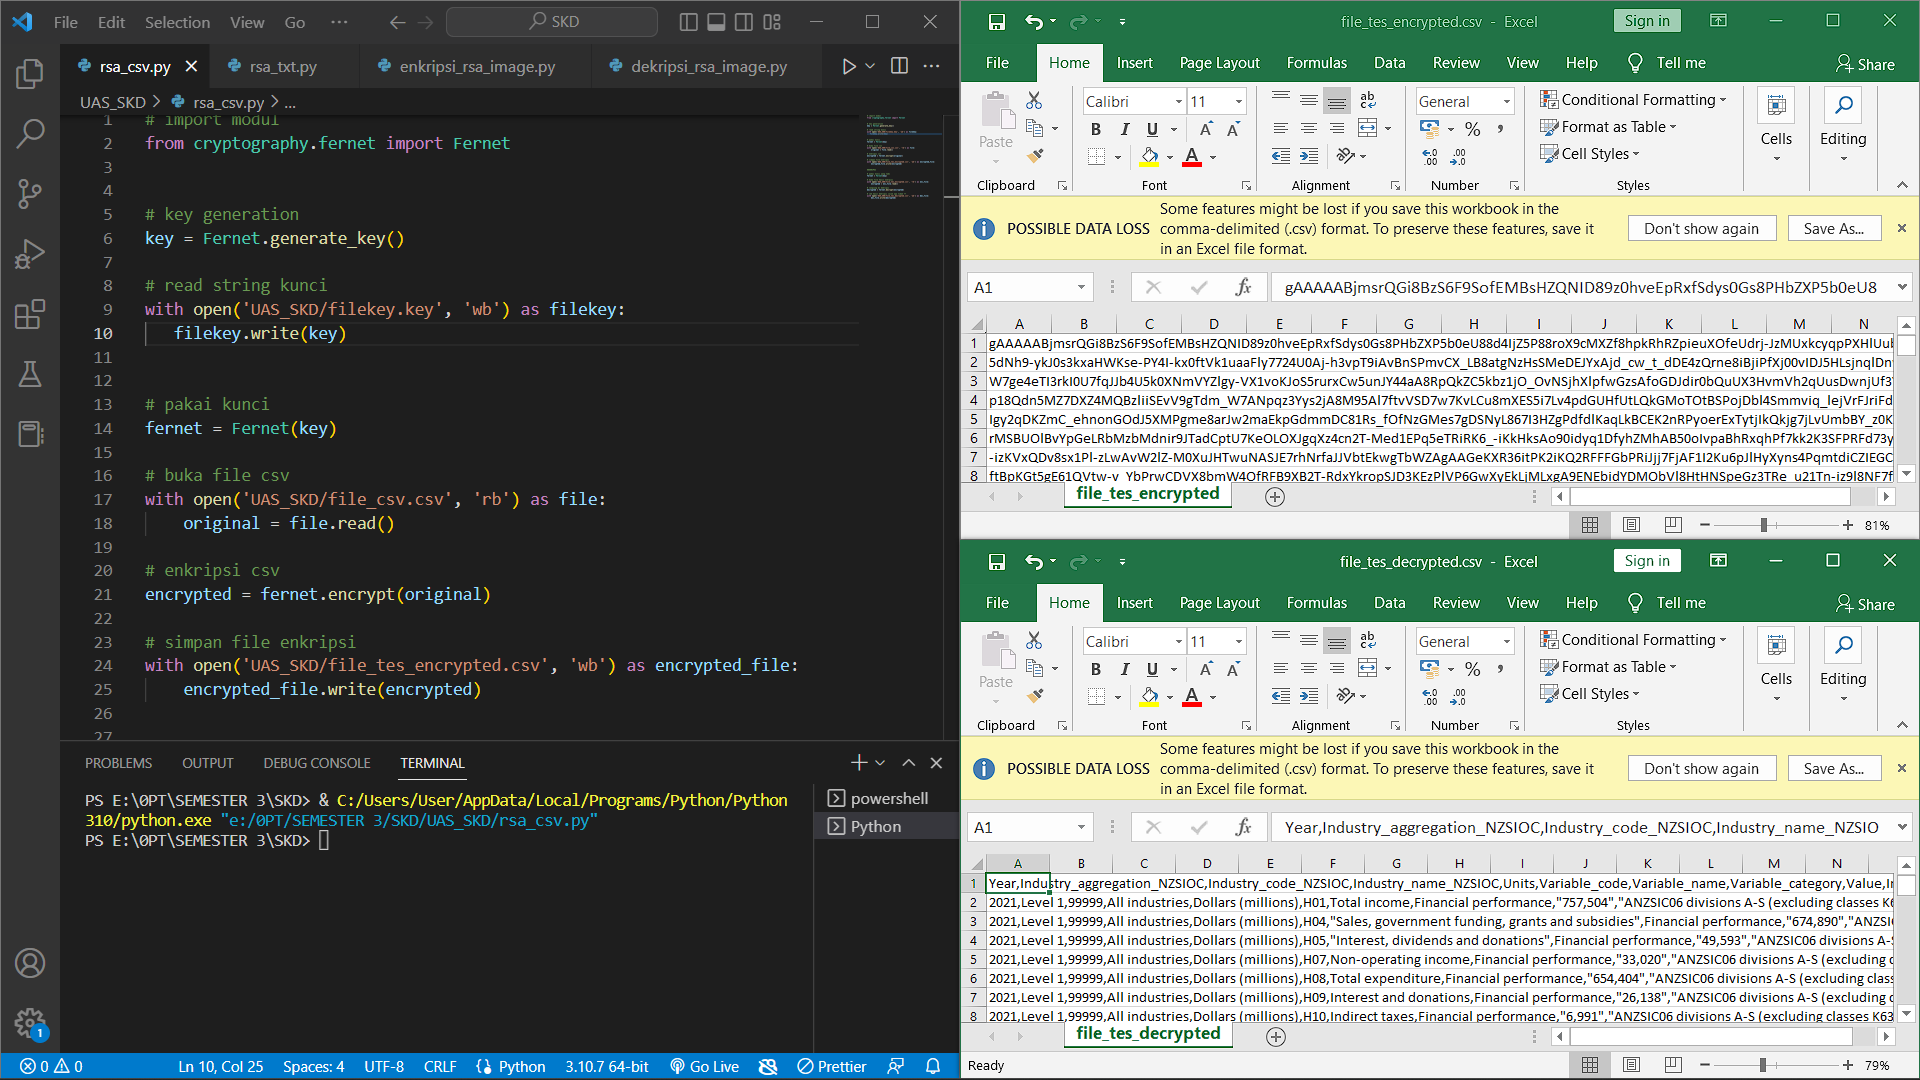 File Edit Selection View Go ··· SKD
rsa_csv.py rsa_txt.py enkripsi_rsa_image.py dekripsi_rsa_image.py
UAS_SKD > rsa_csv.py > ...
1 # import modul
2 from cryptography.fernet import Fernet
3
4
5 # key generation
6 key = Fernet.generate_key()
7
8 # read string kunci
9 with open('UAS_SKD/filekey.key', 'wb') as filekey:
10 filekey.write(key)
11
12
13 # pakai kunci
14 fernet = Fernet(key)
15
16 # buka file csv
17 with open('UAS_SKD/file_csv.csv', 'rb') as file:
18 original = file.read()
19
20 # enkripsi csv
21 encrypted = fernet.encrypt(original)
22
23 # simpan file enkripsi
24 with open('UAS_SKD/file_tes_encrypted.csv', 'wb') as encrypted_file:
25 encrypted_file.write(encrypted)
26
27
PROBLEMS OUTPUT DEBUG CONSOLE TERMINAL
PS E:\0PT\SEMESTER 3\SKD> & C:/Users/User/AppData/Local/Programs/Python/Python
310/python.exe "e:/0PT/SEMESTER 3/SKD/UAS_SKD/rsa_csv.py"
PS E:\0PT\SEMESTER 3\SKD>
powershell
Python
1
0 0 Ln 10, Col 25 Spaces: 4 UTF-8 CRLF Python 3.10.7 64-bit Go Live Prettier
file_tes_encrypted.csv - Excel Sign in
File Home Insert Page Layout Formulas Data Review View Help Tell me Share
Paste Calibri 11 General Conditional Formatting
B I U A A % , Format as Table Cells Editing
A Cell Styles
Clipboard Font Alignment Number Styles
POSSIBLE DATA LOSS Some features might be lost if you save this workbook in the
comma-delimited (.csv) format. To preserve these features, save it
in an Excel file format.
Don't show again Save As...
A1 fx gAAAAABjmsrQGi8BzS6F9SofEMBsHZQNID89z0hveEpRxfSdys0Gs8PHbZXP5b0eU8
A B C D E F G H I J K L M N
1
2
3
4
5
6
7
8
file_tes_encrypted
81%
file_tes_decrypted.csv - Excel Sign in
File Home Insert Page Layout Formulas Data Review View Help Tell me Share
Paste Calibri 11 General Conditional Formatting
B I U A A % , Format as Table Cells Editing
A Cell Styles
Clipboard Font Alignment Number Styles
POSSIBLE DATA LOSS Some features might be lost if you save this workbook in the
comma-delimited (.csv) format. To preserve these features, save it
in an Excel file format.
Don't show again Save As...
A1 fx Year,Industry_aggregation_NZSIOC,Industry_code_NZSIOC,Industry_name_NZSIO
A B C D E F G H I J K L M N
1 Year,Industry_aggregation_NZSIOC,Industry_code_NZSIOC,Industry_name_NZSIOC,Units,Variable_code,Variable_name,Variable_category,Value,In
2 2021,Level 1,99999,All industries,Dollars (millions),H01,Total income,Financial performance,"757,504","ANZSIC06 divisions A-S (excluding classes K6
3 2021,Level 1,99999,All industries,Dollars (millions),H04,"Sales, government funding, grants and subsidies",Financial performance,"674,890","ANZSI
4 2021,Level 1,99999,All industries,Dollars (millions),H05,"Interest, dividends and donations",Financial performance,"49,593","ANZSIC06 divisions A-S
5 2021,Level 1,99999,All industries,Dollars (millions),H07,Non-operating income,Financial performance,"33,020","ANZSIC06 divisions A-S (excluding c
6 2021,Level 1,99999,All industries,Dollars (millions),H08,Total expenditure,Financial performance,"654,404","ANZSIC06 divisions A-S (excluding clas
7 2021,Level 1,99999,All industries,Dollars (millions),H09,Interest and donations,Financial performance,"26,138","ANZSIC06 divisions A-S (excluding
8 2021,Level 1,99999,All industries,Dollars (millions),H10,Indirect taxes,Financial performance,"6,991","ANZSIC06 divisions A-S (excluding classes K63
file_tes_decrypted
Ready 79%